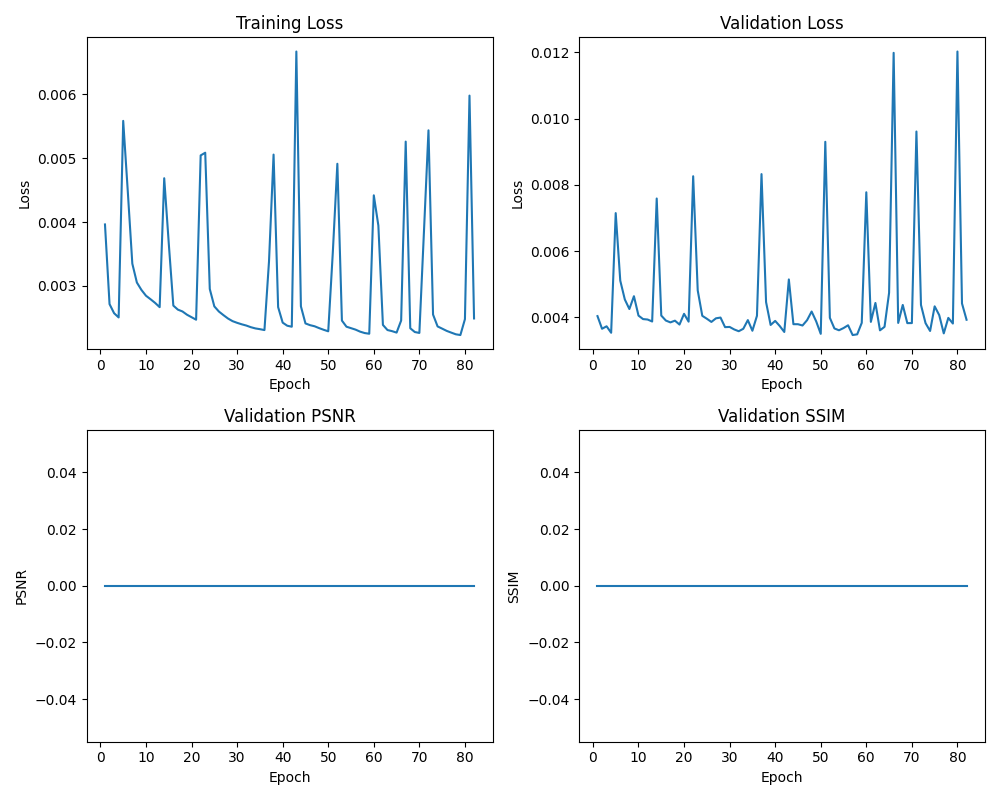 Training Loss
Loss
0.006
0.005
0.004
0.003
0 10 20 30 40 50 60 70 80
Epoch
Validation Loss
Loss
0.012
0.010
0.008
0.006
0.004
0 10 20 30 40 50 60 70 80
Epoch
Validation PSNR
PSNR
0.04
0.02
0.00
−0.02
−0.04
0 10 20 30 40 50 60 70 80
Epoch
Validation SSIM
SSIM
0.04
0.02
0.00
−0.02
−0.04
0 10 20 30 40 50 60 70 80
Epoch